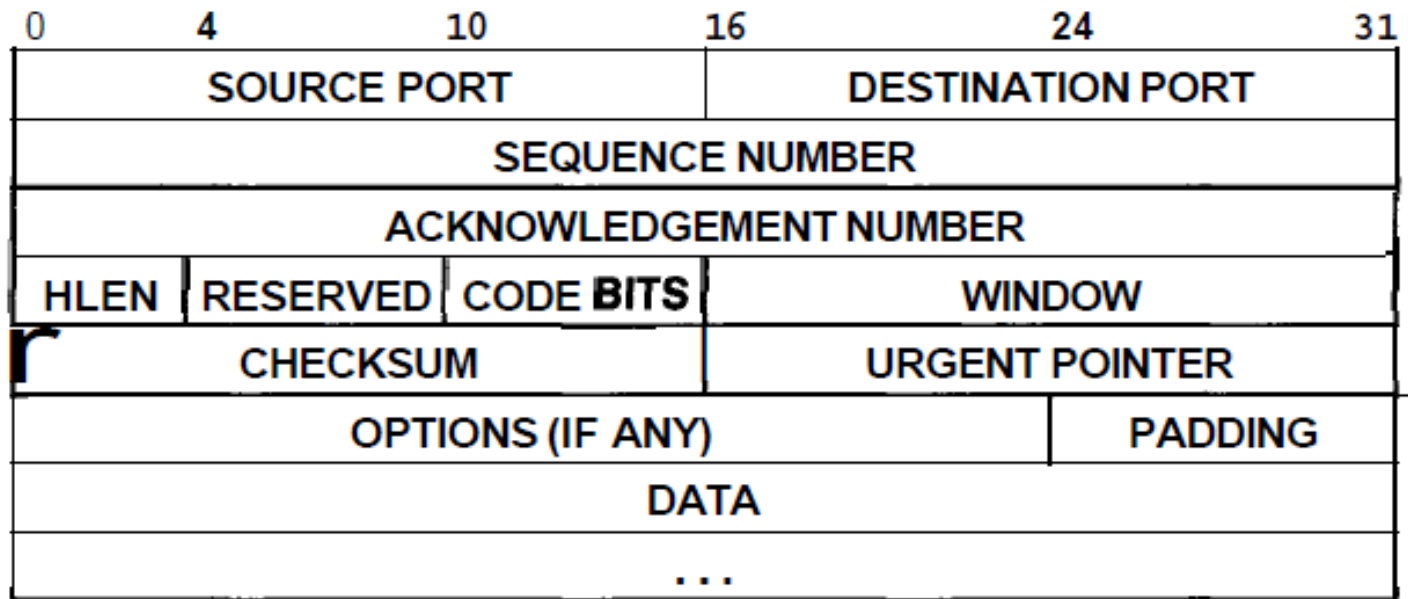 0 4 10 16 24 31
SOURCE PORT DESTINATION PORT
SEQUENCE NUMBER
ACKNOWLEDGEMENT NUMBER
HLEN RESERVED CODE BITS WINDOW
r CHECKSUM URGENT POINTER
OPTIONS (IF ANY) PADDING
DATA
...